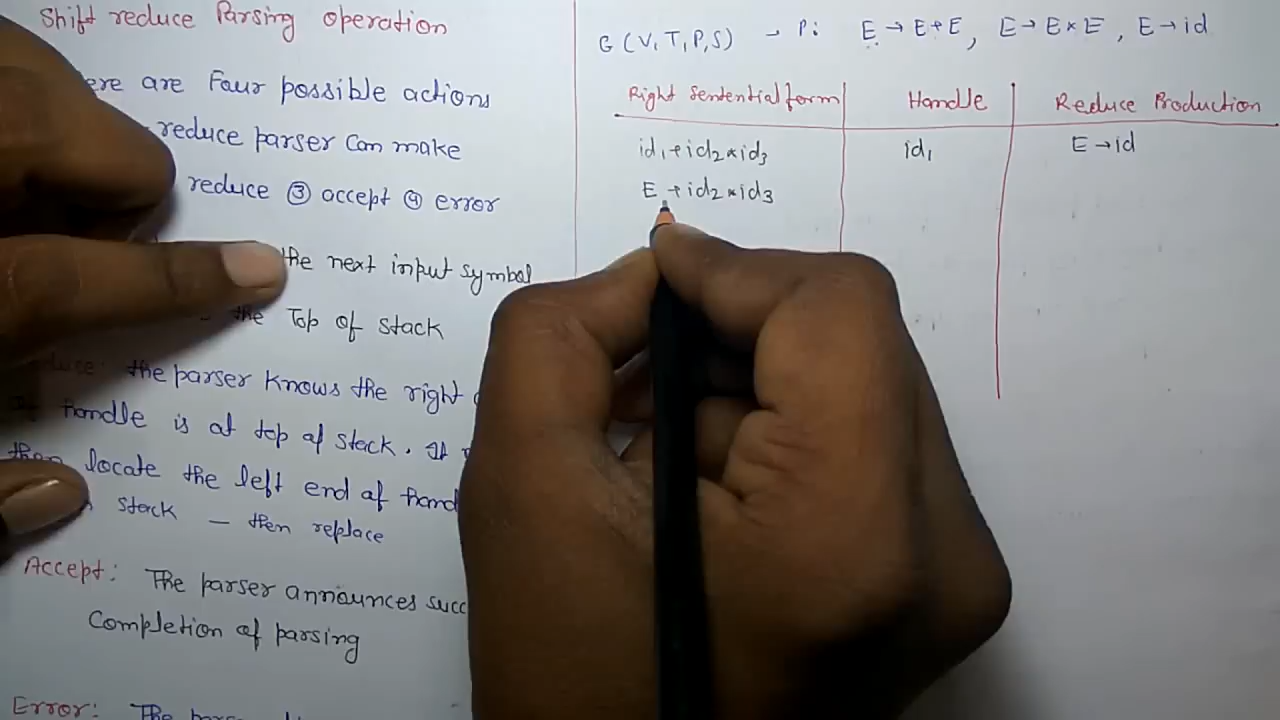 Shift reduce Parsing operation
ere are Four possible actions
reduce parser can make
reduce ③ accept ④ error
the next input symbol
the Top of stack
the parser knows the right
handle is at top of stack. It
then locate the left end of hand
stack – then replace
Accept: The parser announces succ
Completion of parsing
Error: The
G (V, T, P, S) → P: E → E+E, E → E × E, E → id
Right Sentential form Handle Reduce Production
id₁+id₂*id₃ id₁ E → id
E +id₂*id₃